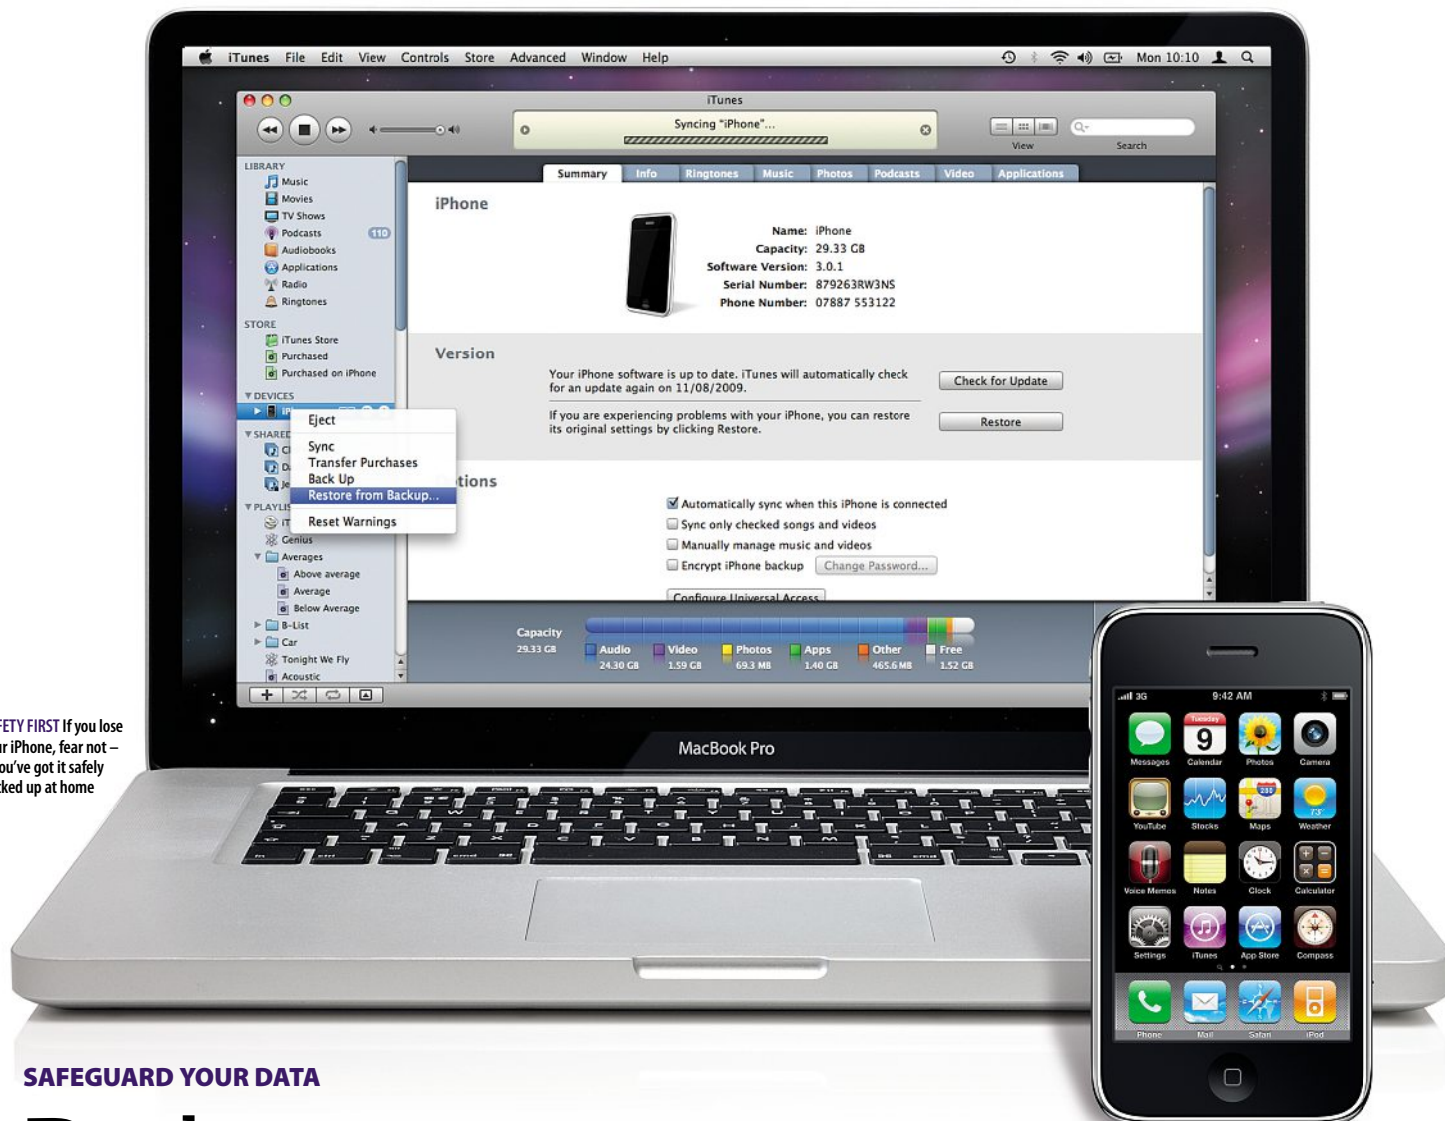 iTunes File Edit View Controls Store Advanced Window Help Mon 10:10
iTunes
Syncing "iPhone"...
View Search
LIBRARY
Music
Movies
TV Shows
Podcasts 110
Audiobooks
Applications
Radio
Ringtones
STORE
iTunes Store
Purchased
Purchased on iPhone
DEVICES
SHARED
PLAYLIS
Genius
Averages
Above average
Average
Below Average
B-List
Car
Tonight We Fly
Acoustic
Eject
Sync
Transfer Purchases
Back Up
Restore from Backup...
Reset Warnings
Summary Info Ringtones Music Photos Podcasts Video Applications
iPhone
Name: iPhone
Capacity: 29.33 GB
Software Version: 3.0.1
Serial Number: 879263RW3NS
Phone Number: 07887 553122
Version
Your iPhone software is up to date. iTunes will automatically check
for an update again on 11/08/2009.
Check for Update
If you are experiencing problems with your iPhone, you can restore
its original settings by clicking Restore.
Restore
tions
Automatically sync when this iPhone is connected
Sync only checked songs and videos
Manually manage music and videos
Encrypt iPhone backup Change Password...
Configure Universal Access
Capacity
29.33 GB
Audio Video Photos Apps Other Free
24.30 GB 1.59 GB 69.3 MB 1.40 GB 465.6 MB 1.52 GB
MacBook Pro
FETY FIRST If you lose
ur iPhone, fear not –
ou've got it safely
cked up at home
3G 9:42 AM
Tuesday
9
280
73°
Messages Calendar Photos Camera
YouTube Stocks Maps Weather
Voice Memos Notes Clock Calculator
Settings iTunes App Store Compass
Phone Mail Safari iPod
SAFEGUARD YOUR DATA